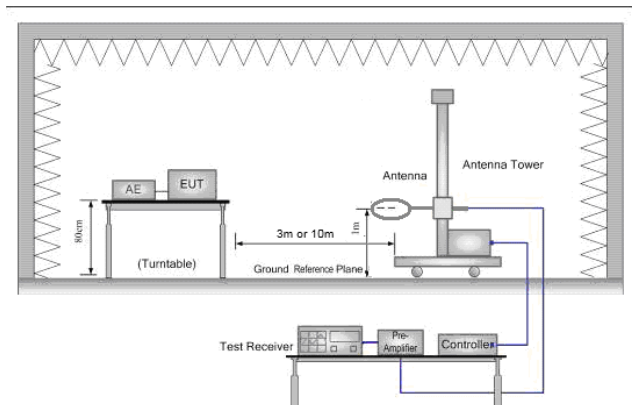 Antenna Tower
Antenna
AE
EUT
80cm
(Turntable)
3m or 10m
1m
Ground Reference Plane
Test Receiver
Pre-
Amplifier
Controller